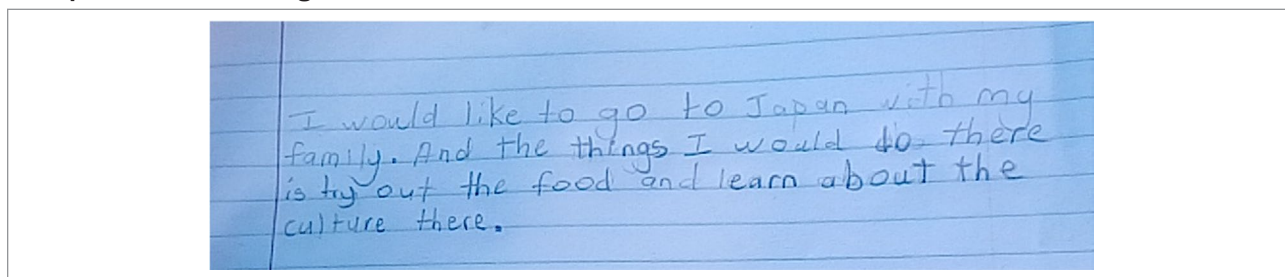 I would like to go to Japan with my
family. And the things I would do there
is try out the food and learn about the
culture there.